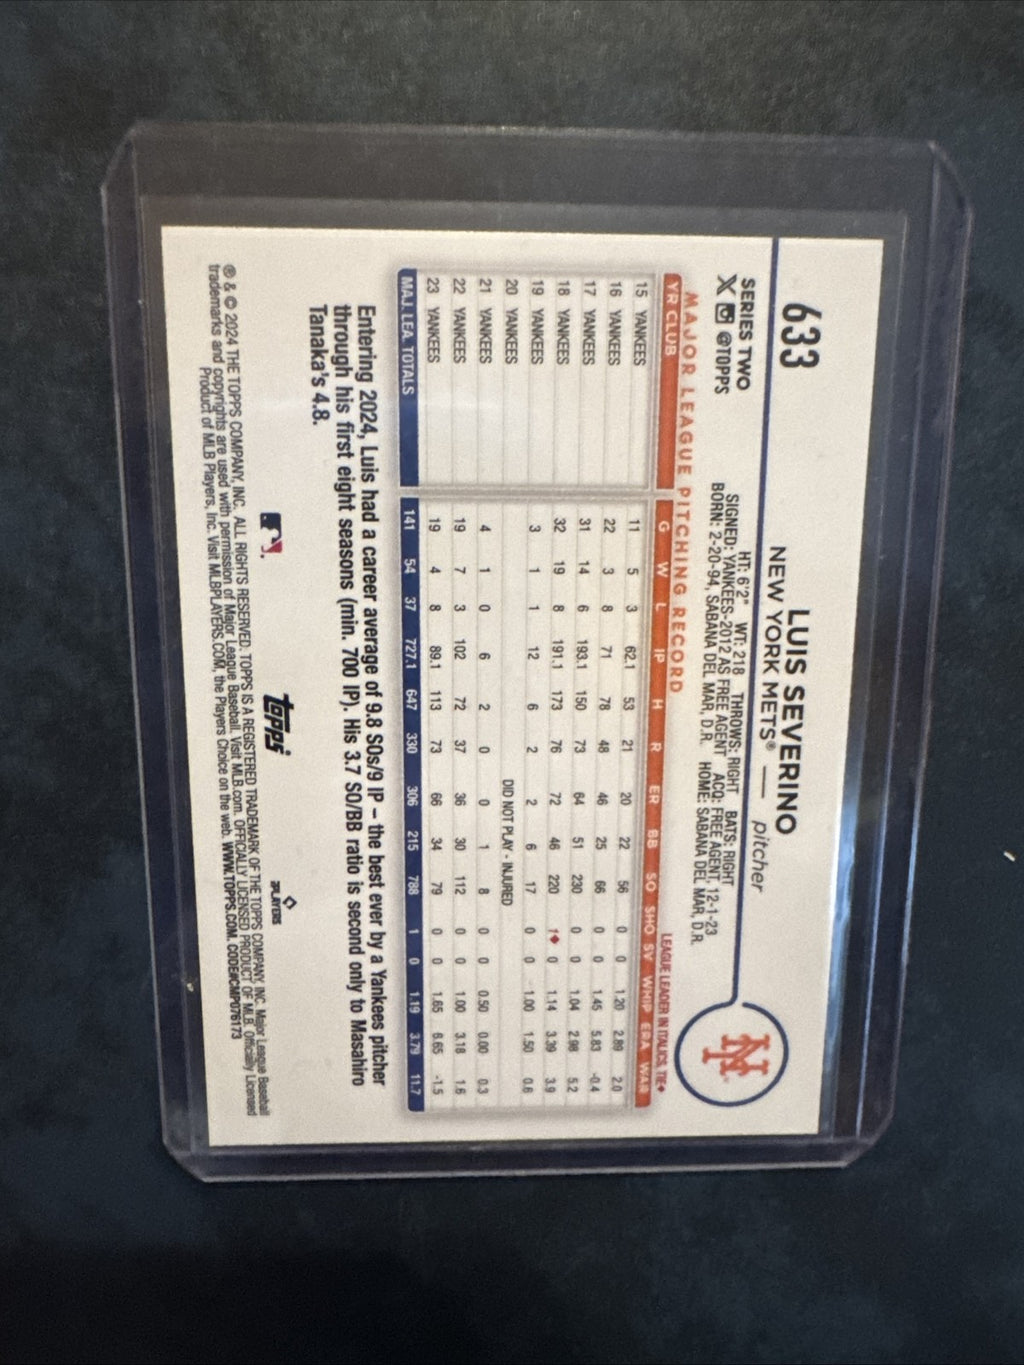 633
SERIES TWO
X @TOPPS
LUIS SEVERINO
NEW YORK METS® — pitcher
HT: 6'2" WT: 218 THROWS: RIGHT BATS: RIGHT
SIGNED: YANKEES-2012 AS FREE AGENT ACQ: FREE AGENT, 12-1-23
BORN: 2-20-94, SABANA DEL MAR, D.R. HOME: SABANA DEL MAR, D.R.
NY
MAJOR LEAGUE PITCHING RECORD
LEAGUE LEADER IN ITALICS, TIE♦
YR CLUB G W L IP H R ER BB SO SHO SV WHIP ERA WAR
15 YANKEES 11 5 3 62.1 53 21 20 22 56 0 0 1.20 2.89 2.0
16 YANKEES 22 3 8 71 78 48 46 25 66 0 0 1.45 5.83 -0.4
17 YANKEES 31 14 6 193.1 150 73 64 51 230 0 0 1.04 2.98 5.2
18 YANKEES 32 19 8 191.1 173 76 72 46 220 1♦ 0 1.14 3.39 3.9
19 YANKEES 3 1 1 12 6 2 2 6 17 0 0 1.00 1.50 0.6
20 YANKEES DID NOT PLAY - INJURED
21 YANKEES 4 1 0 6 2 0 0 1 8 0 0 0.50 0.00 0.3
22 YANKEES 19 7 3 102 72 37 36 30 112 0 0 1.00 3.18 1.6
23 YANKEES 19 4 8 89.1 113 73 66 34 79 0 0 1.65 6.65 -1.5
MAJ. LEA. TOTALS 141 54 37 727.1 647 330 306 215 788 1 0 1.19 3.79 11.7
Entering 2024, Luis had a career average of 9.8 SOs/9 IP – the best ever by a Yankees pitcher
through his first eight seasons (min. 700 IP). His 3.7 SO/BB ratio is second only to Masahiro
Tanaka's 4.8.
topps
PLAYERS
® & © 2024 THE TOPPS COMPANY, INC. ALL RIGHTS RESERVED. TOPPS IS A REGISTERED TRADEMARK OF THE TOPPS COMPANY, INC. Major League Baseball
trademarks and copyrights are used with permission of Major League Baseball. Visit MLB.com. OFFICIALLY LICENSED PRODUCT OF MLB. Officially Licensed
Product of MLB Players, Inc. Visit MLBPLAYERS.COM, the Players Choice on the web. WWW.TOPPS.COM. CODE#CMP076173